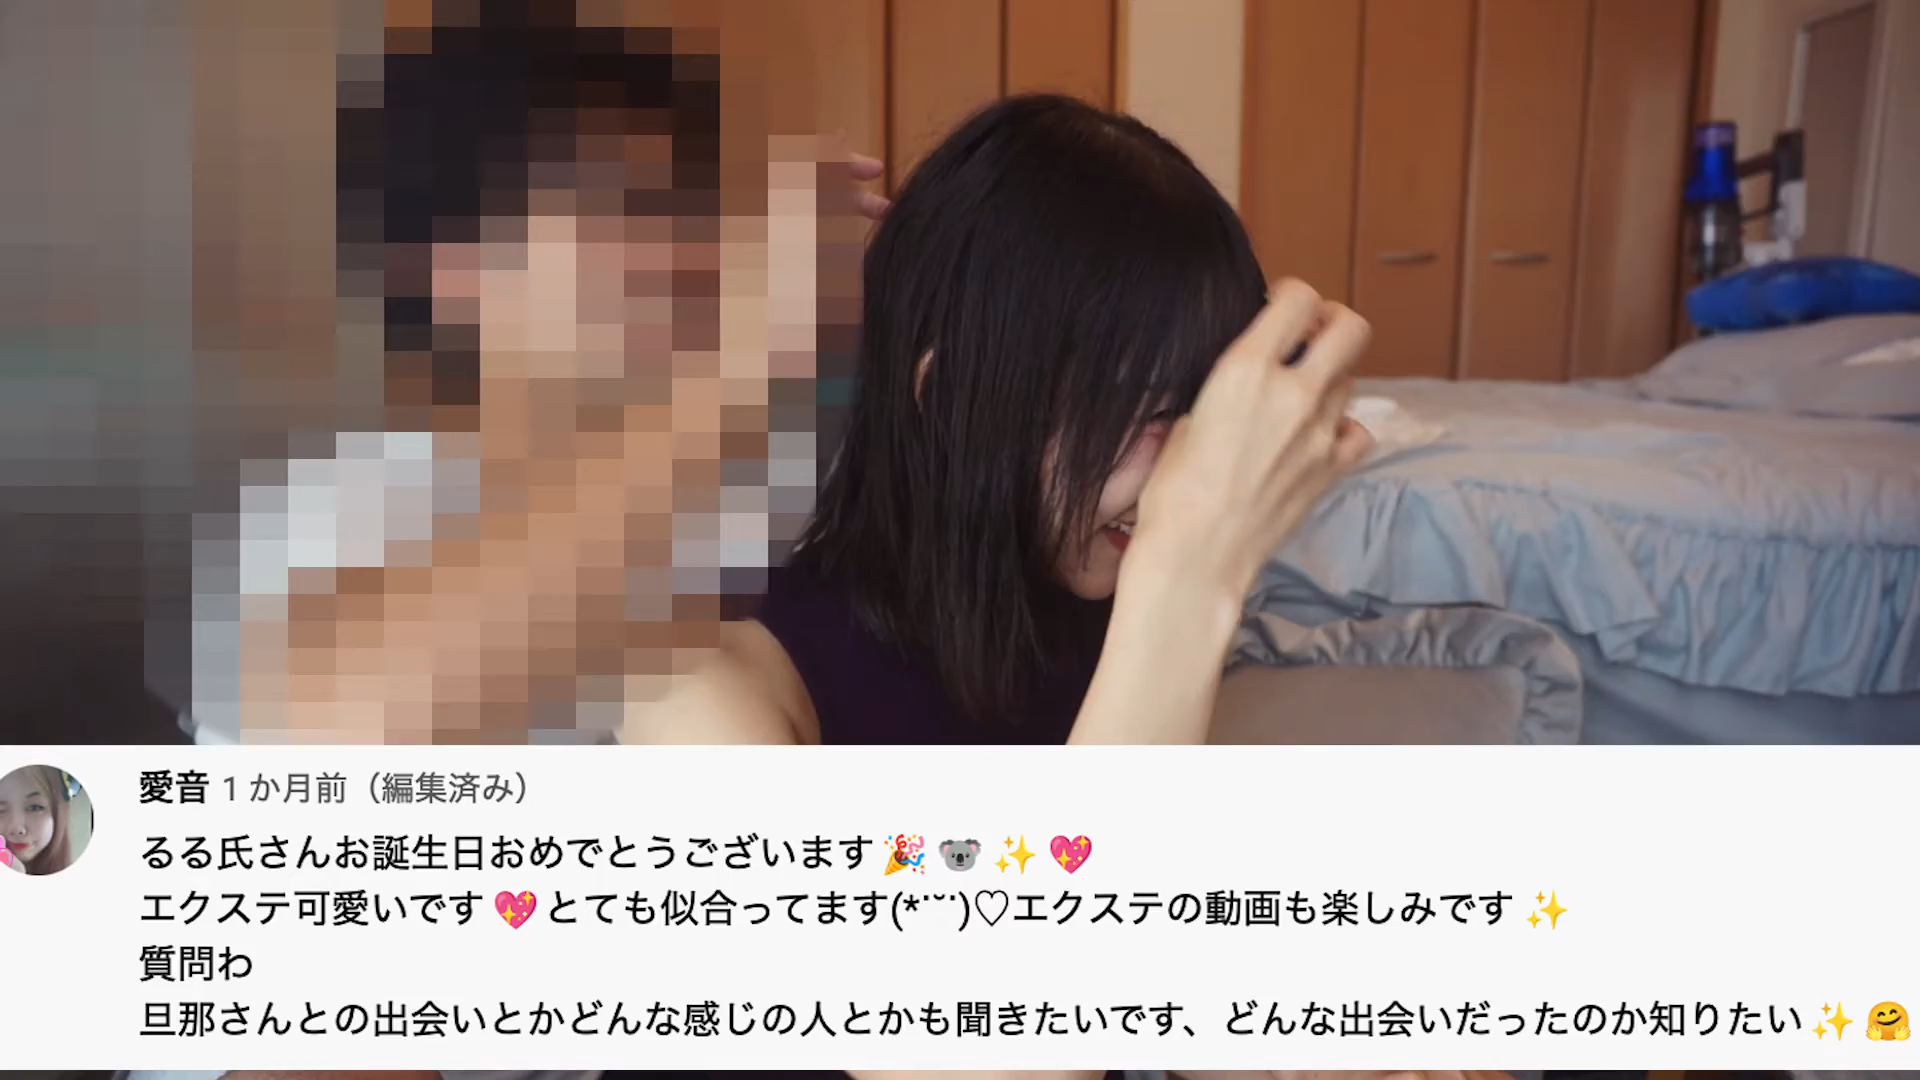 愛音 1 か月前（編集済み）
るる氏さんお誕生日おめでとうございます🎉🐨✨💖
エクステ可愛いです💖とても似合ってます(*˙˘˙)♡エクステの動画も楽しみです✨
質問わ
旦那さんとの出会いとかどんな感じの人とかも聞きたいです、どんな出会いだったのか知りたい✨🤗